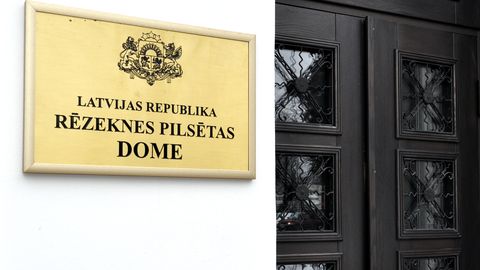 LATVIJAS REPUBLIKA
RĒZEKNES PILSĒTAS
DOME